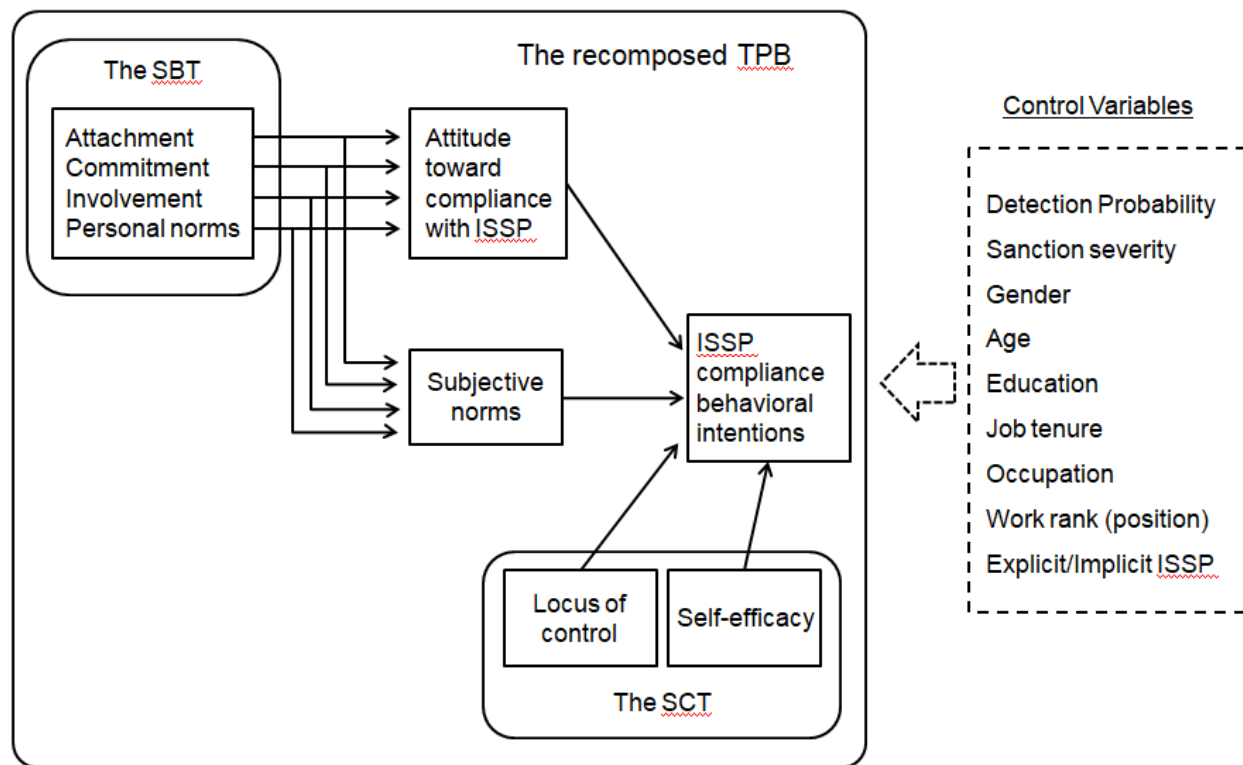 The recomposed TPB
The SBT
Attachment
Commitment
Involvement
Personal norms
Attitude
toward
compliance
with ISSP
Subjective
norms
ISSP
compliance
behavioral
intentions
Locus of
control
Self-efficacy
The SCT
Control Variables
Detection Probability
Sanction severity
Gender
Age
Education
Job tenure
Occupation
Work rank (position)
Explicit/Implicit ISSP